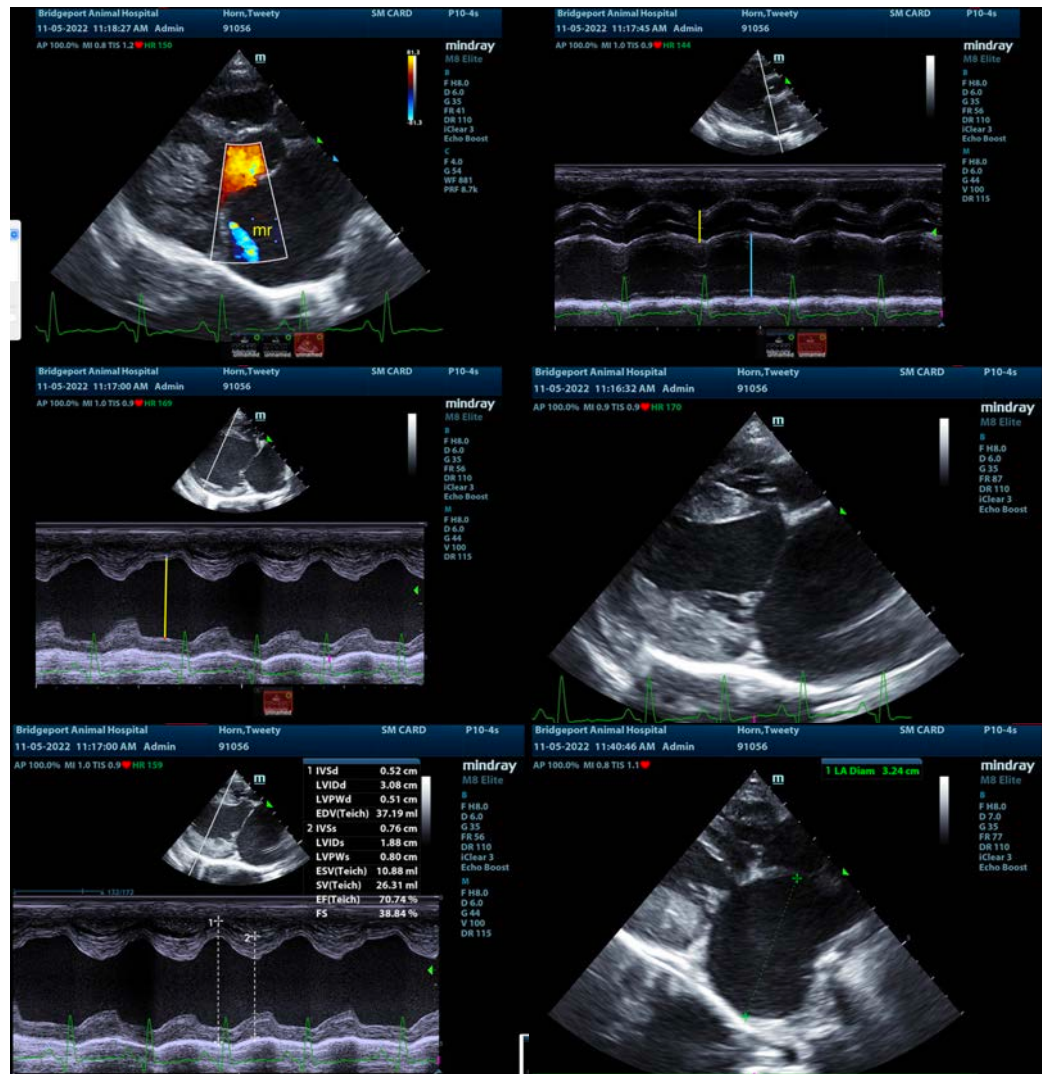 Bridgeport Animal Hospital Horn,Tweety SM CARD P10-4s
11-05-2022 11:18:27 AM Admin 91056
AP 100.0% MI 0.8 TIS 1.2 HR 150
mindray
M8 Elite
B
F H8.0
D 6.0
G 35
FR 41
DR 110
iClear 3
Echo Boost
C
F 4.0
G 54
WF 881
PRF 8.7k
81.3
-81.3
m
mr
unnamed unnamed unnamed
Bridgeport Animal Hospital Horn,Tweety SM CARD P10-4s
11-05-2022 11:17:45 AM Admin 91056
AP 100.0% MI 1.0 TIS 0.9 HR 144
mindray
M8 Elite
B
F H8.0
D 6.0
G 35
FR 56
DR 110
iClear 3
Echo Boost
M
F H8.0
D 6.0
G 44
V 100
DR 115
m
unnamed unnamed
Bridgeport Animal Hospital Horn,Tweety SM CARD P10-4s
11-05-2022 11:17:00 AM Admin 91056
AP 100.0% MI 1.0 TIS 0.9 HR 169
mindray
M8 Elite
B
F H8.0
D 6.0
G 35
FR 56
DR 110
iClear 3
Echo Boost
M
F H8.0
D 6.0
G 44
V 100
DR 115
m
unnamed
Bridgeport Animal Hospital Horn,Tweety SM CARD P10-4s
11-05-2022 11:16:32 AM Admin 91056
AP 100.0% MI 0.9 TIS 0.9 HR 170
mindray
M8 Elite
B
F H8.0
D 6.0
G 35
FR 87
DR 110
iClear 3
Echo Boost
m
Bridgeport Animal Hospital Horn,Tweety SM CARD P10-4s
11-05-2022 11:17:00 AM Admin 91056
AP 100.0% MI 1.0 TIS 0.9 HR 159
mindray
M8 Elite
B
F H8.0
D 6.0
G 35
FR 56
DR 110
iClear 3
Echo Boost
M
F H8.0
D 6.0
G 44
V 100
DR 115
m
1 IVSd 0.52 cm
LVIDd 3.08 cm
LVPWd 0.51 cm
EDV(Teich) 37.19 ml
2 IVSs 0.76 cm
LVIDs 1.88 cm
LVPWs 0.80 cm
ESV(Teich) 10.88 ml
SV(Teich) 26.31 ml
EF(Teich) 70.74 %
FS 38.84 %
132/172
1
2
Bridgeport Animal Hospital Horn,Tweety SM CARD P10-4s
11-05-2022 11:40:46 AM Admin 91056
AP 100.0% MI 0.8 TIS 1.1
mindray
M8 Elite
B
F H8.0
D 7.0
G 35
FR 77
DR 110
iClear 3
Echo Boost
m
1 LA Diam 3.24 cm